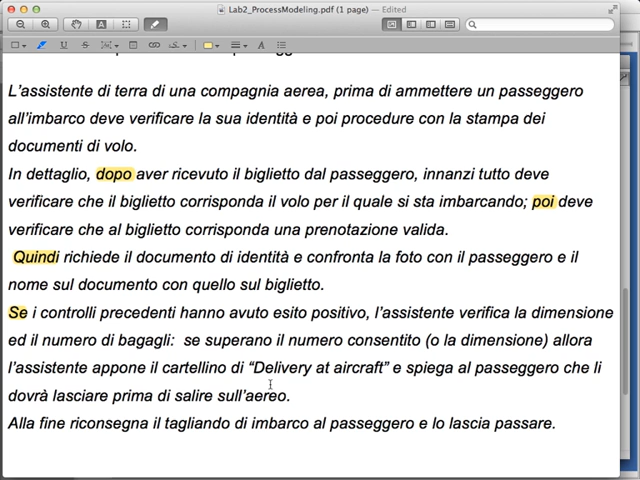 Lab2_ProcessModeling.pdf (1 page) — Edited
L'assistente di terra di una compagnia aerea, prima di ammettere un passeggero
all'imbarco deve verificare la sua identità e poi procedure con la stampa dei
documenti di volo.
In dettaglio, dopo aver ricevuto il biglietto dal passeggero, innanzi tutto deve
verificare che il biglietto corrisponda il volo per il quale si sta imbarcando; poi deve
verificare che al biglietto corrisponda una prenotazione valida.
Quindi richiede il documento di identità e confronta la foto con il passeggero e il
nome sul documento con quello sul biglietto.
Se i controlli precedenti hanno avuto esito positivo, l'assistente verifica la dimensione
ed il numero di bagagli: se superano il numero consentito (o la dimensione) allora
l'assistente appone il cartellino di “Delivery at aircraft” e spiega al passeggero che li
dovrà lasciare prima di salire sull'aereo.
Alla fine riconsegna il tagliando di imbarco al passeggero e lo lascia passare.